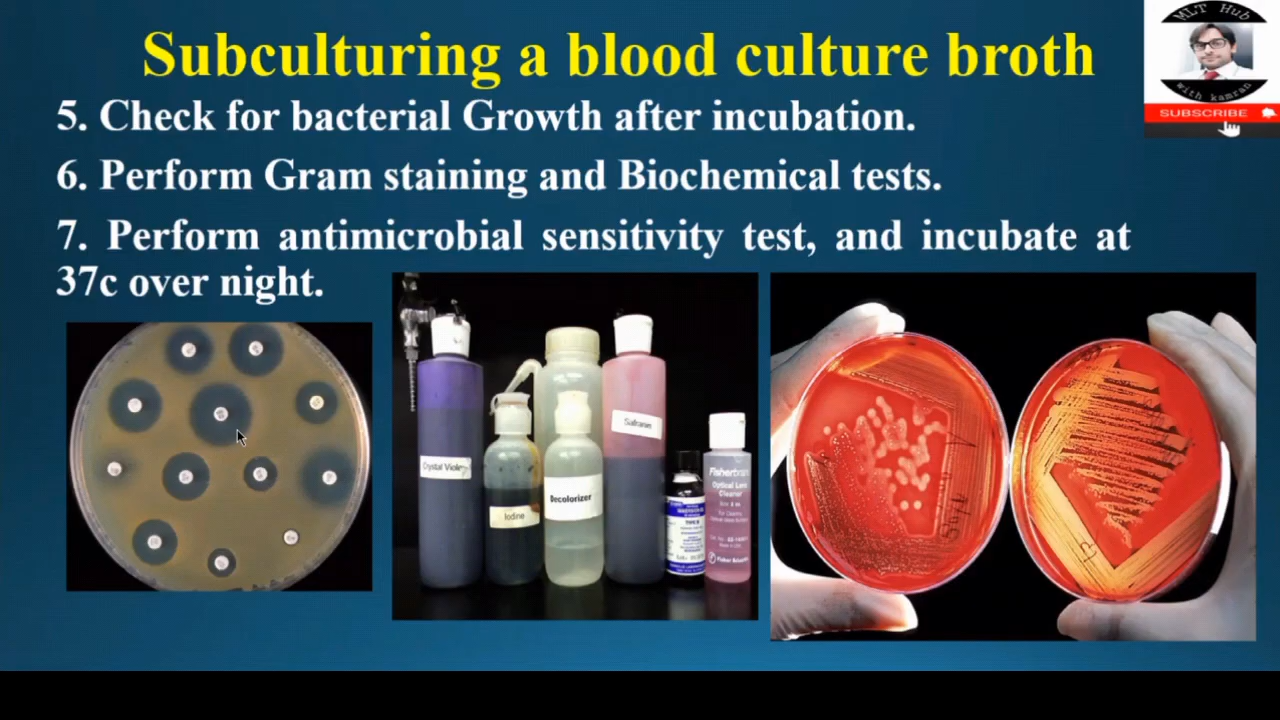 Subculturing a blood culture broth
5. Check for bacterial Growth after incubation.
6. Perform Gram staining and Biochemical tests.
7. Perform antimicrobial sensitivity test, and incubate at
37c over night.
MLT Hub
with kamran
SUBSCRIBE
Crystal Violet
Iodine
Decolorizer
Safranin
Fisherbrand
Optical Lens
Cleaner